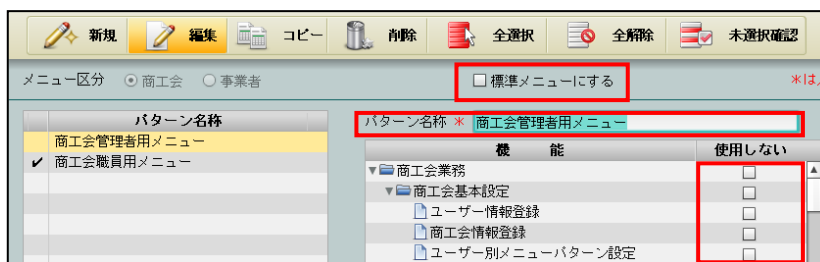 新規 編集 コピー 削除 全選択 全解除 未選択確認
メニュー区分 商工会 事業者 標準メニューにする ＊は
パターン名称
商工会管理者用メニュー
✔ 商工会職員用メニュー
パターン名称 ＊ 商工会管理者用メニュー
機 能 使用しない
商工会業務
商工会基本設定
ユーザー情報登録
商工会情報登録
ユーザー別メニューパターン設定